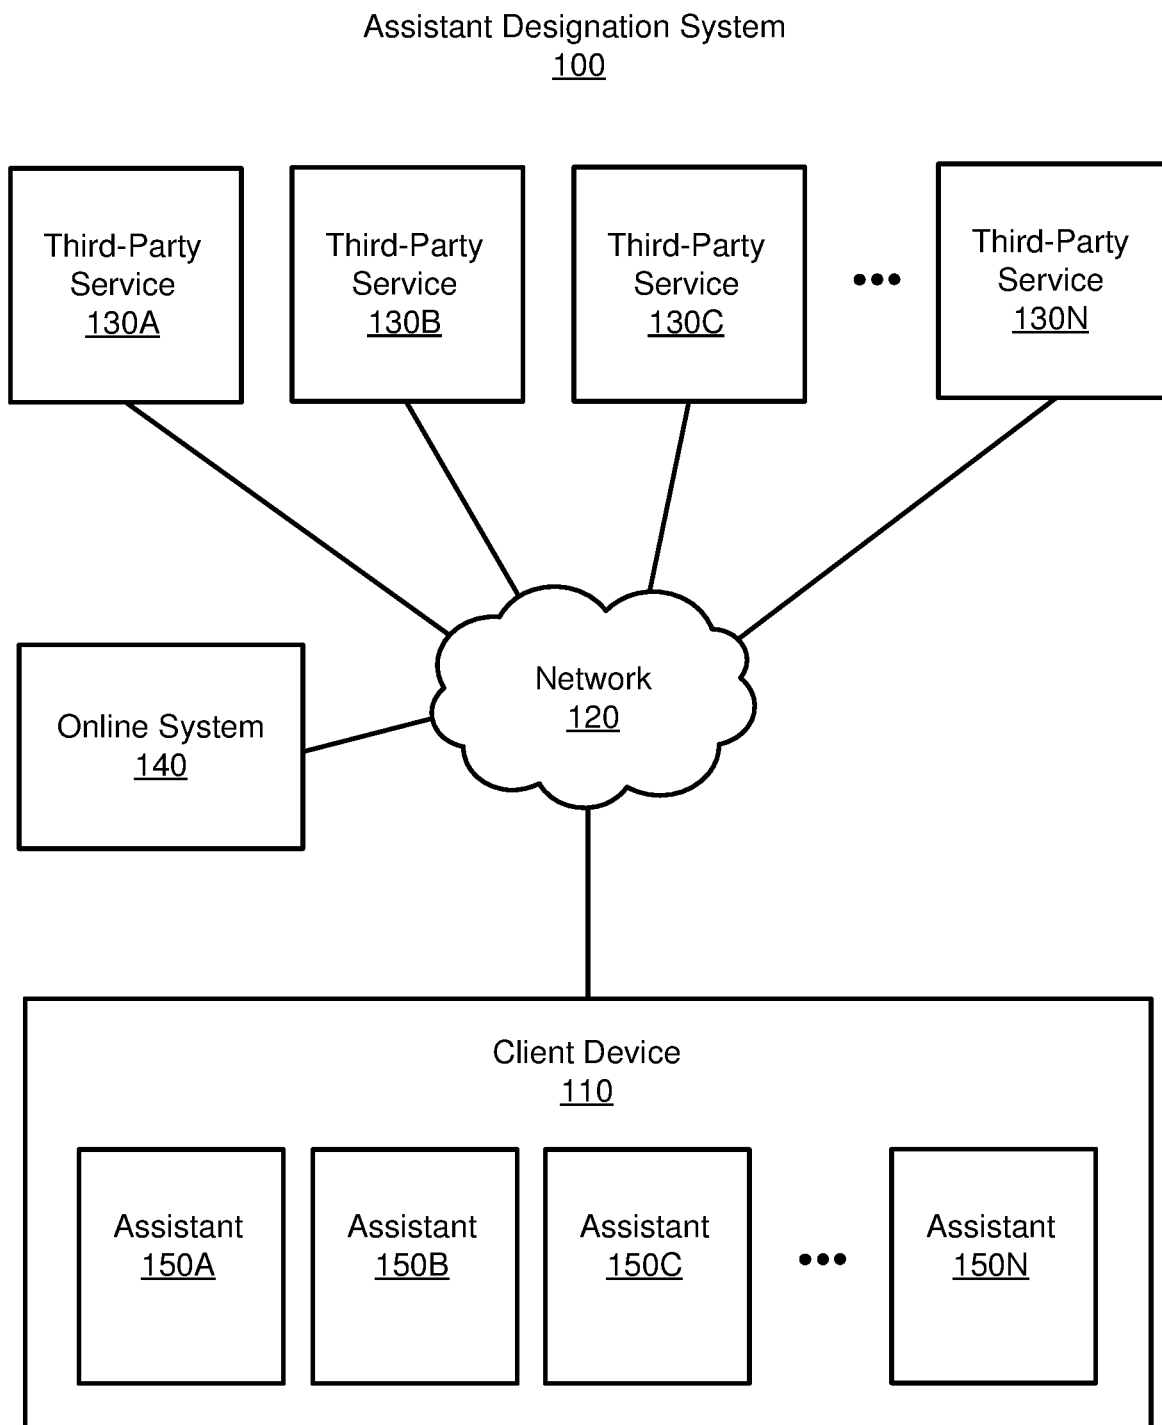 Assistant Designation System
100
Third-Party
Service
130A
Third-Party
Service
130B
Third-Party
Service
130C
Third-Party
Service
130N
Network
120
Online System
140
Client Device
110
Assistant
150A
Assistant
150B
Assistant
150C
Assistant
150N